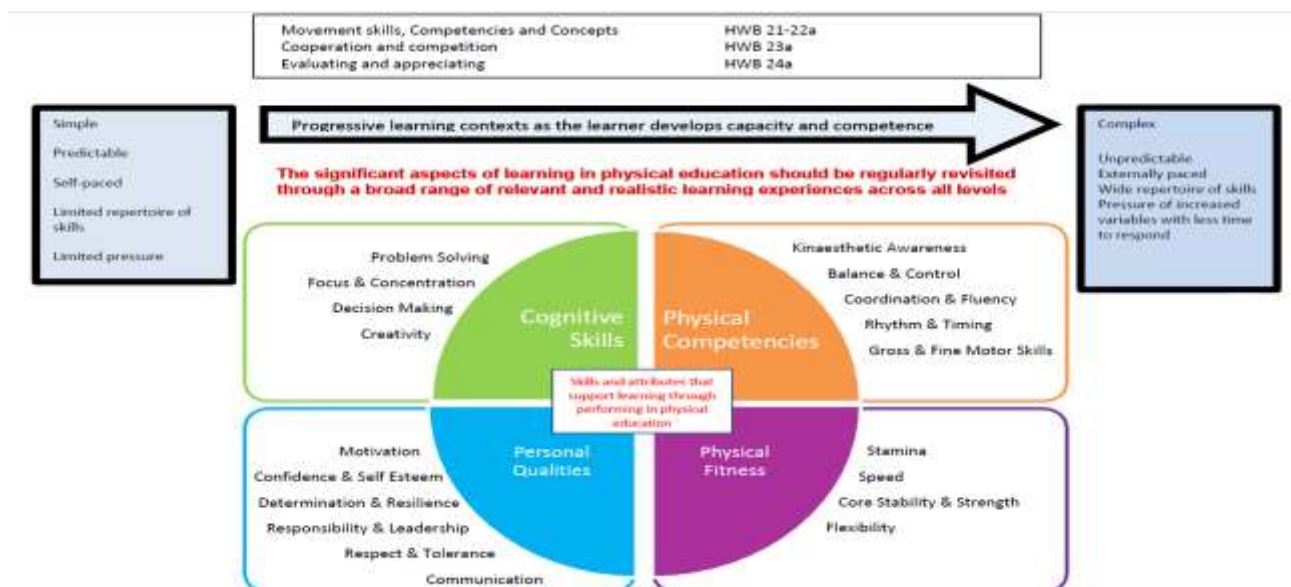 Movement skills, Competencies and Concepts HWB 21-22a
Cooperation and competition HWB 23a
Evaluating and appreciating HWB 24a
Simple
Predictable
Self-paced
Limited repertoire of
skills
Limited pressure
Progressive learning contexts as the learner develops capacity and competence
Complex
Unpredictable
Externally paced
Wide repertoire of skills
Pressure of increased
variables with less time
to respond
The significant aspects of learning in physical education should be regularly revisited
through a broad range of relevant and realistic learning experiences across all levels
Problem Solving
Focus & Concentration
Decision Making
Creativity
Cognitive
Skills
Physical
Competencies
Kinaesthetic Awareness
Balance & Control
Coordination & Fluency
Rhythm & Timing
Gross & Fine Motor Skills
Skills and attributes that
support learning through
performing in physical
education
Motivation
Confidence & Self Esteem
Determination & Resilience
Responsibility & Leadership
Respect & Tolerance
Communication
Personal
Qualities
Physical
Fitness
Stamina
Speed
Core Stability & Strength
Flexibility